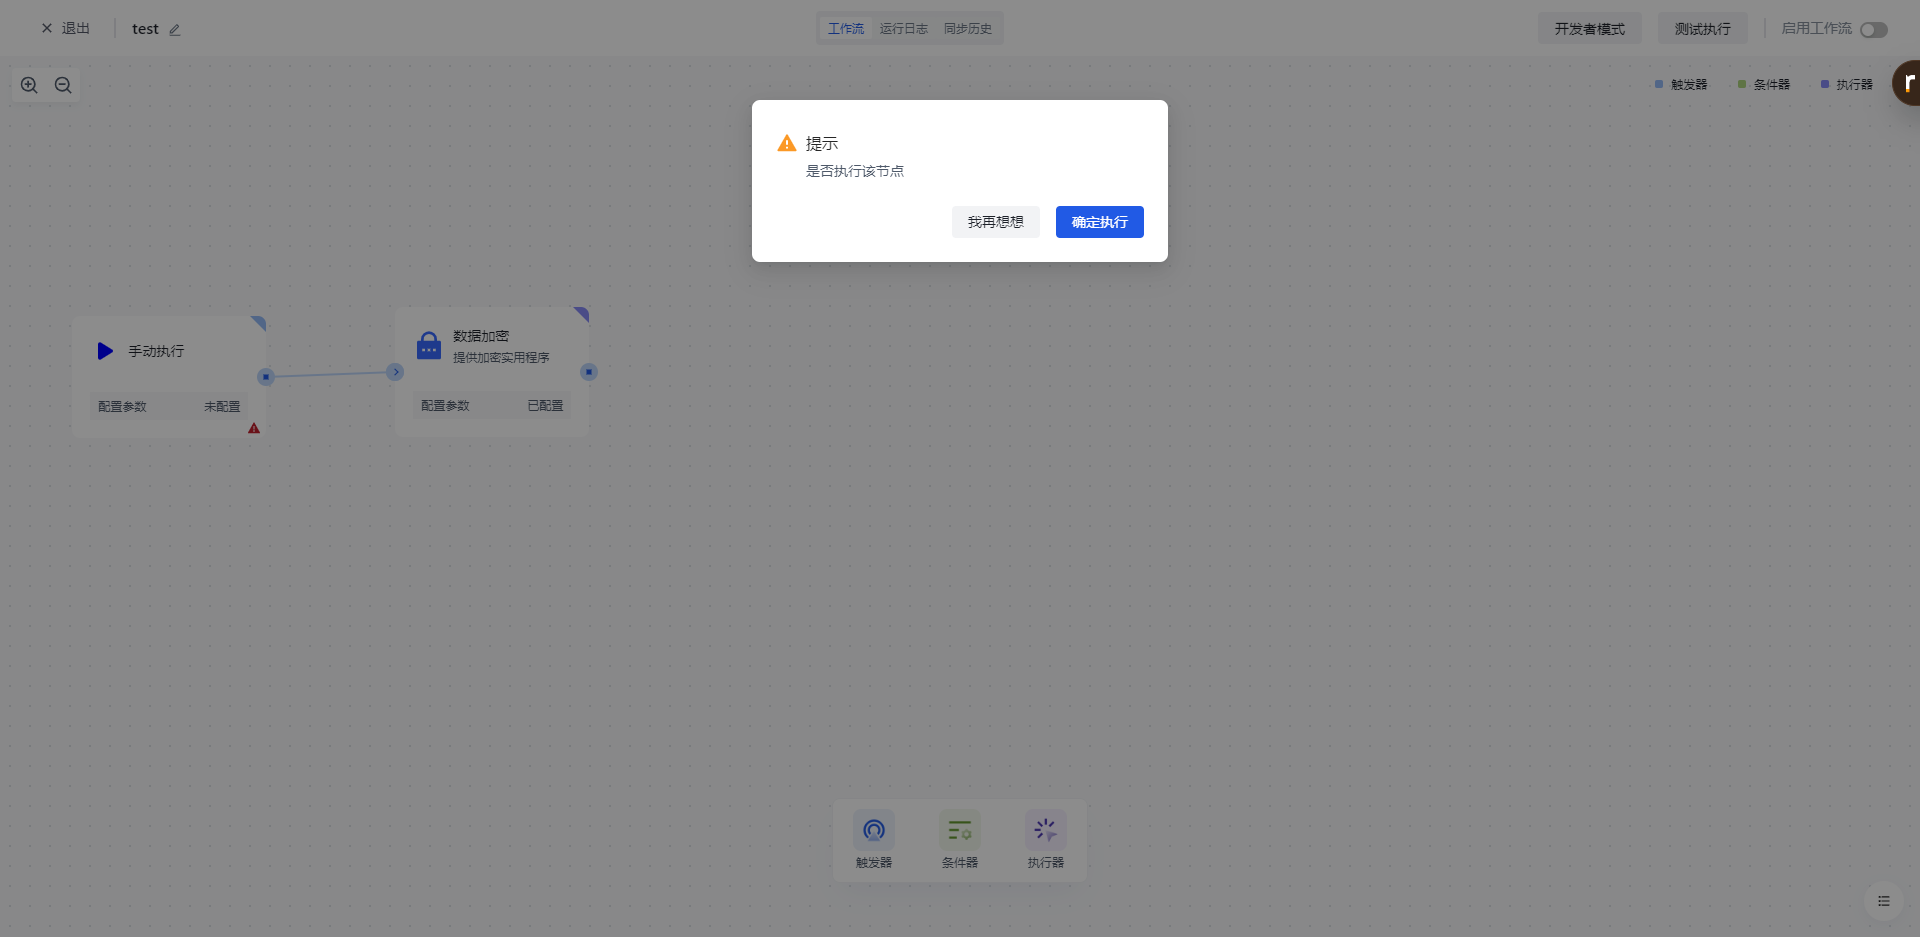 退出
test
工作流 运行日志 同步历史
开发者模式
测试执行
启用工作流
触发器 条件器 执行器
r
提示
是否执行该节点
我再想想 确定执行
手动执行
配置参数 未配置
数据加密
提供加密实用程序
配置参数 已配置
触发器 条件器 执行器